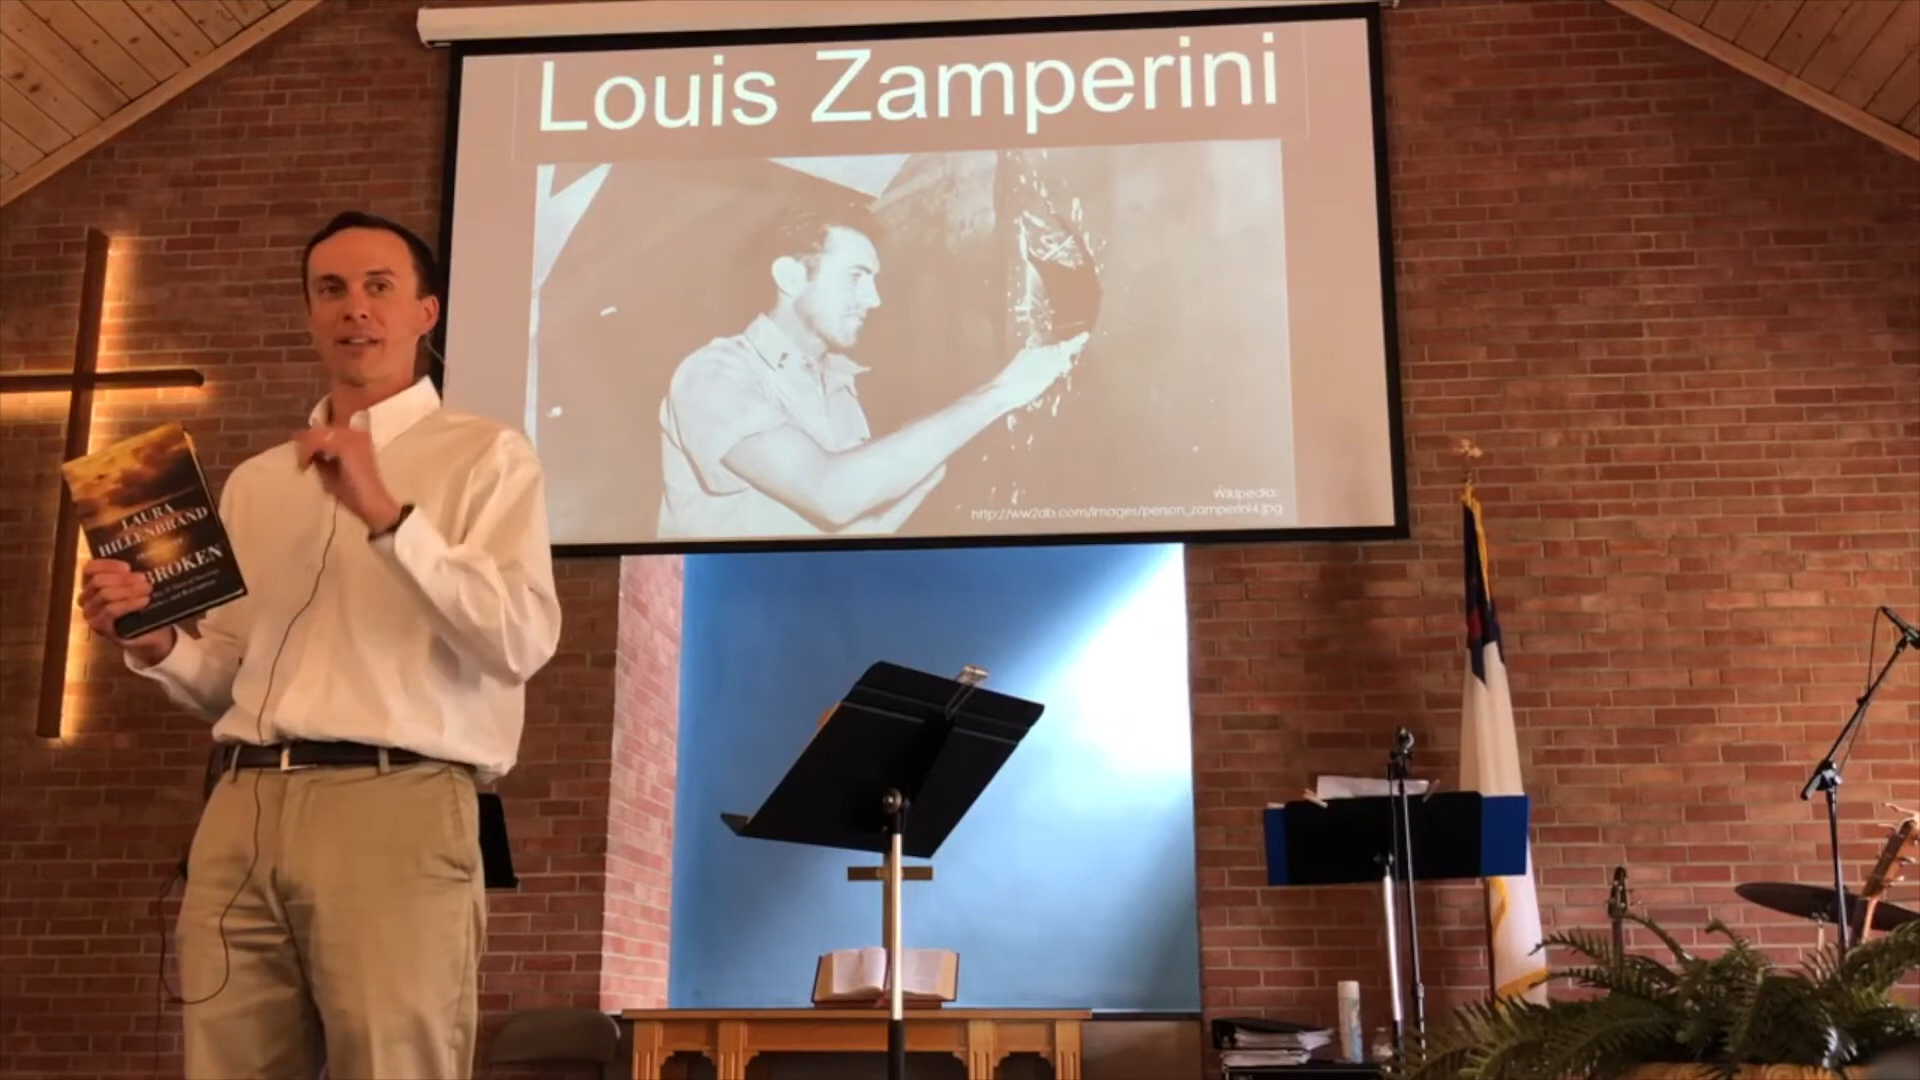 Louis Zamperini
Wikipedia:
http://ww2db.com/images/person_zamperini4.jpg
LAURA
HILLENBRAND
BROKEN